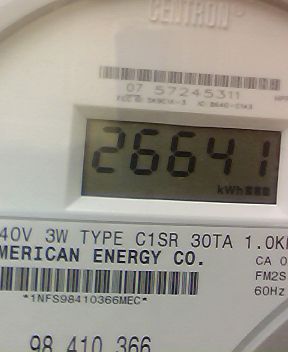 CENTRON
07 57245311
26641
kWh
40V 3W TYPE C1SR 30TA 1.0K
MERICAN ENERGY CO.
CA 0
FM2S
60Hz
*1NFS98410366MEC*
98 410 366